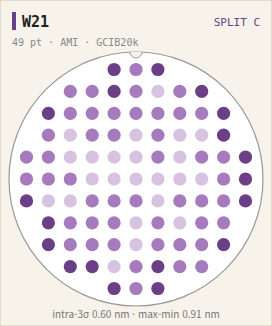 W21 SPLIT C
49 pt · AMI · GCIB20k
intra-3σ 0.60 nm · max-min 0.91 nm